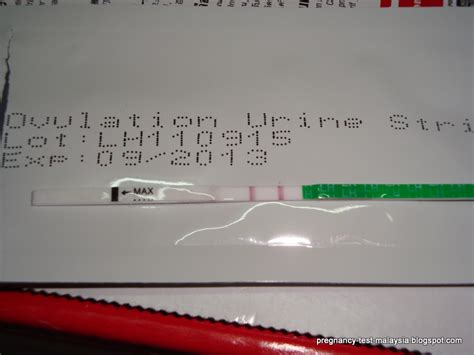 Ovulation Urine Stri
Lot:LH110915
Exp:09/2013
←MAX
pregnancy-test-malaysia.blogspot.com